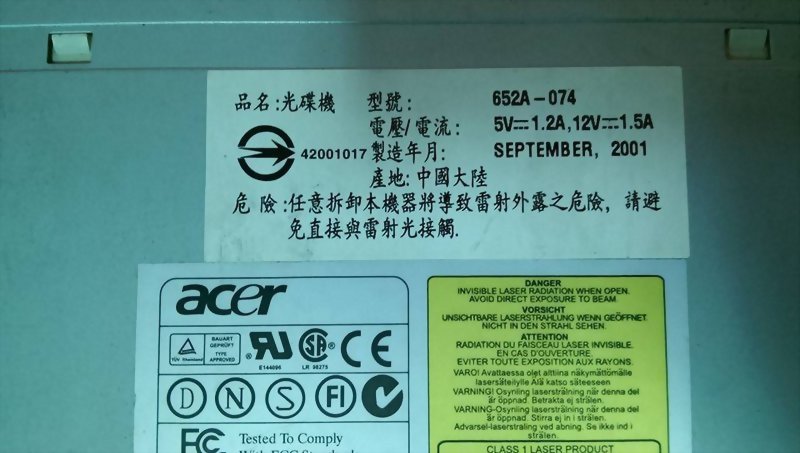 品名:光碟機 型號: 652A-074
電壓/電流: 5V⎓1.2A,12V⎓1.5A
42001017 製造年月: SEPTEMBER, 2001
產地:中國大陸
危 險:任意拆卸本機器將導致雷射外露之危險, 請避
免直接與雷射光接觸.
acer
TÜV Rheinland
BAUART
GEPRÜFT
TYPE
APPROVED
E144096
LR 98275
CE
D N S FI
FCC Tested To Comply
With FCC Standards
DANGER
INVISIBLE LASER RADIATION WHEN OPEN.
AVOID DIRECT EXPOSURE TO BEAM.
VORSICHT
UNSICHTBARE LASERSTRAHLUNG WENN GEÖFFNET
NICHT IN DEN STRAHL SEHEN.
ATTENTION
RADIATION DU FAISCEAU LASER INVISIBLE.
EN CAS D'OUVERTURE.
EVITER TOUTE EXPOSITION AUX RAYONS.
VARO! Avattaessa olet alttiina näkymättömälle
lasersäteilylle Älä katso säteeseen
VARNING! Osynling laserstrålning när denna del
är öppnad. Betrakta ej strålen.
VARNING-Osynling laserstrålning när denna del
är öppnad. Stirra ej in i strålen.
Advarsel-laserstraling ved abning. Se ikke ind i
strålen.
CLASS 1 LASER PRODUCT